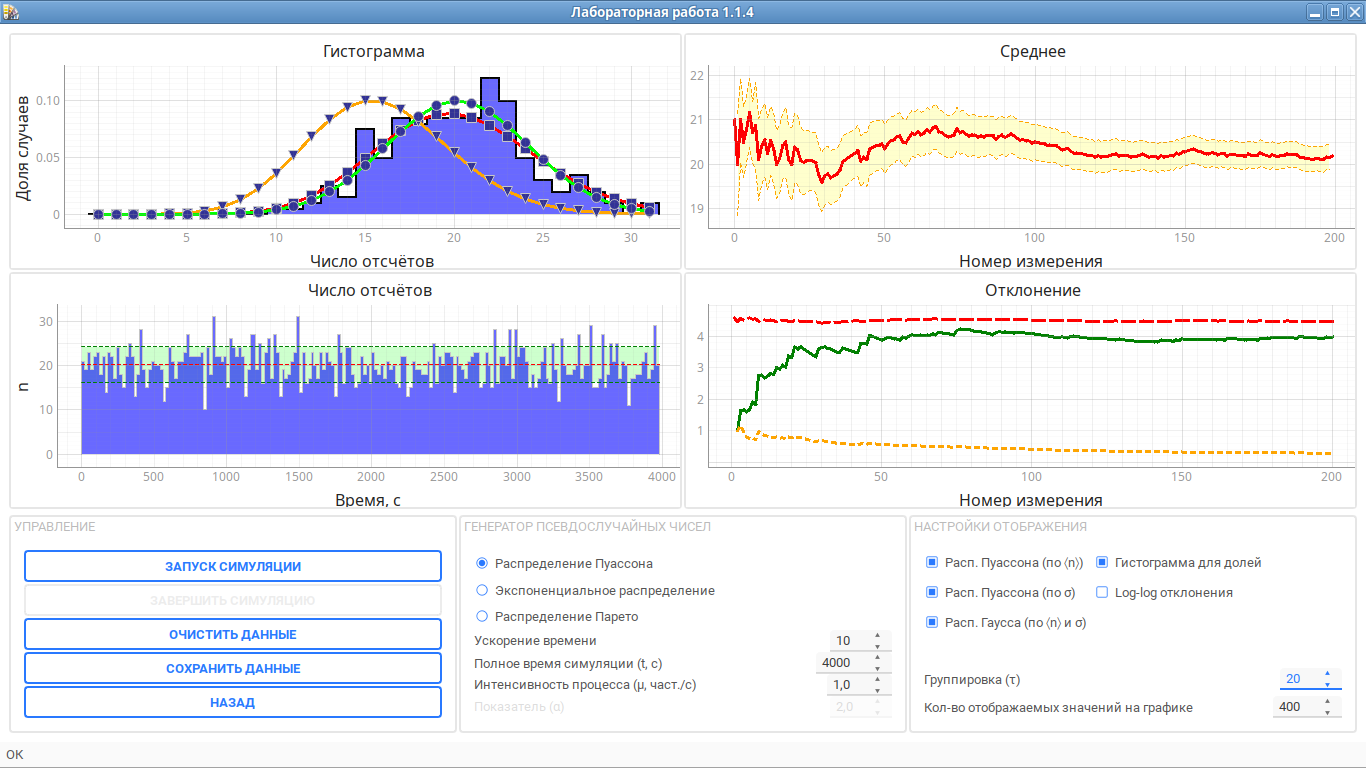 Лабораторная работа 1.1.4
Гистограмма
Доля случаев
0.10
0.05
0
0 5 10 15 20 25 30
Число отсчётов
Среднее
22
21
20
19
0 50 100 150 200
Номер измерения
Число отсчётов
n
30
20
10
0
0 500 1000 1500 2000 2500 3000 3500 4000
Время, с
Отклонение
4
3
2
1
0 50 100 150 200
Номер измерения
УПРАВЛЕНИЕ
ЗАПУСК СИМУЛЯЦИИ
ЗАВЕРШИТЬ СИМУЛЯЦИЮ
ОЧИСТИТЬ ДАННЫЕ
СОХРАНИТЬ ДАННЫЕ
НАЗАД
ГЕНЕРАТОР ПСЕВДОСЛУЧАЙНЫХ ЧИСЕЛ
Распределение Пуассона
Экспоненциальное распределение
Распределение Парето
Ускорение времени 10
Полное время симуляции (t, с) 4000
Интенсивность процесса (μ, част./с) 1,0
Показатель (α) 2,0
НАСТРОЙКИ ОТОБРАЖЕНИЯ
Расп. Пуассона (по ⟨n⟩) Гистограмма для долей
Расп. Пуассона (по σ) Log-log отклонения
Расп. Гаусса (по ⟨n⟩ и σ)
Группировка (τ) 20
Кол-во отображаемых значений на графике 400
ОК